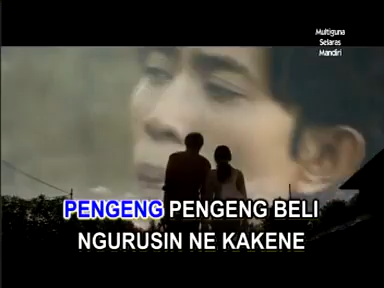 Multiguna
Selaras
Mandiri
PENGENG PENGENG BELI
NGURUSIN NE KAKENE